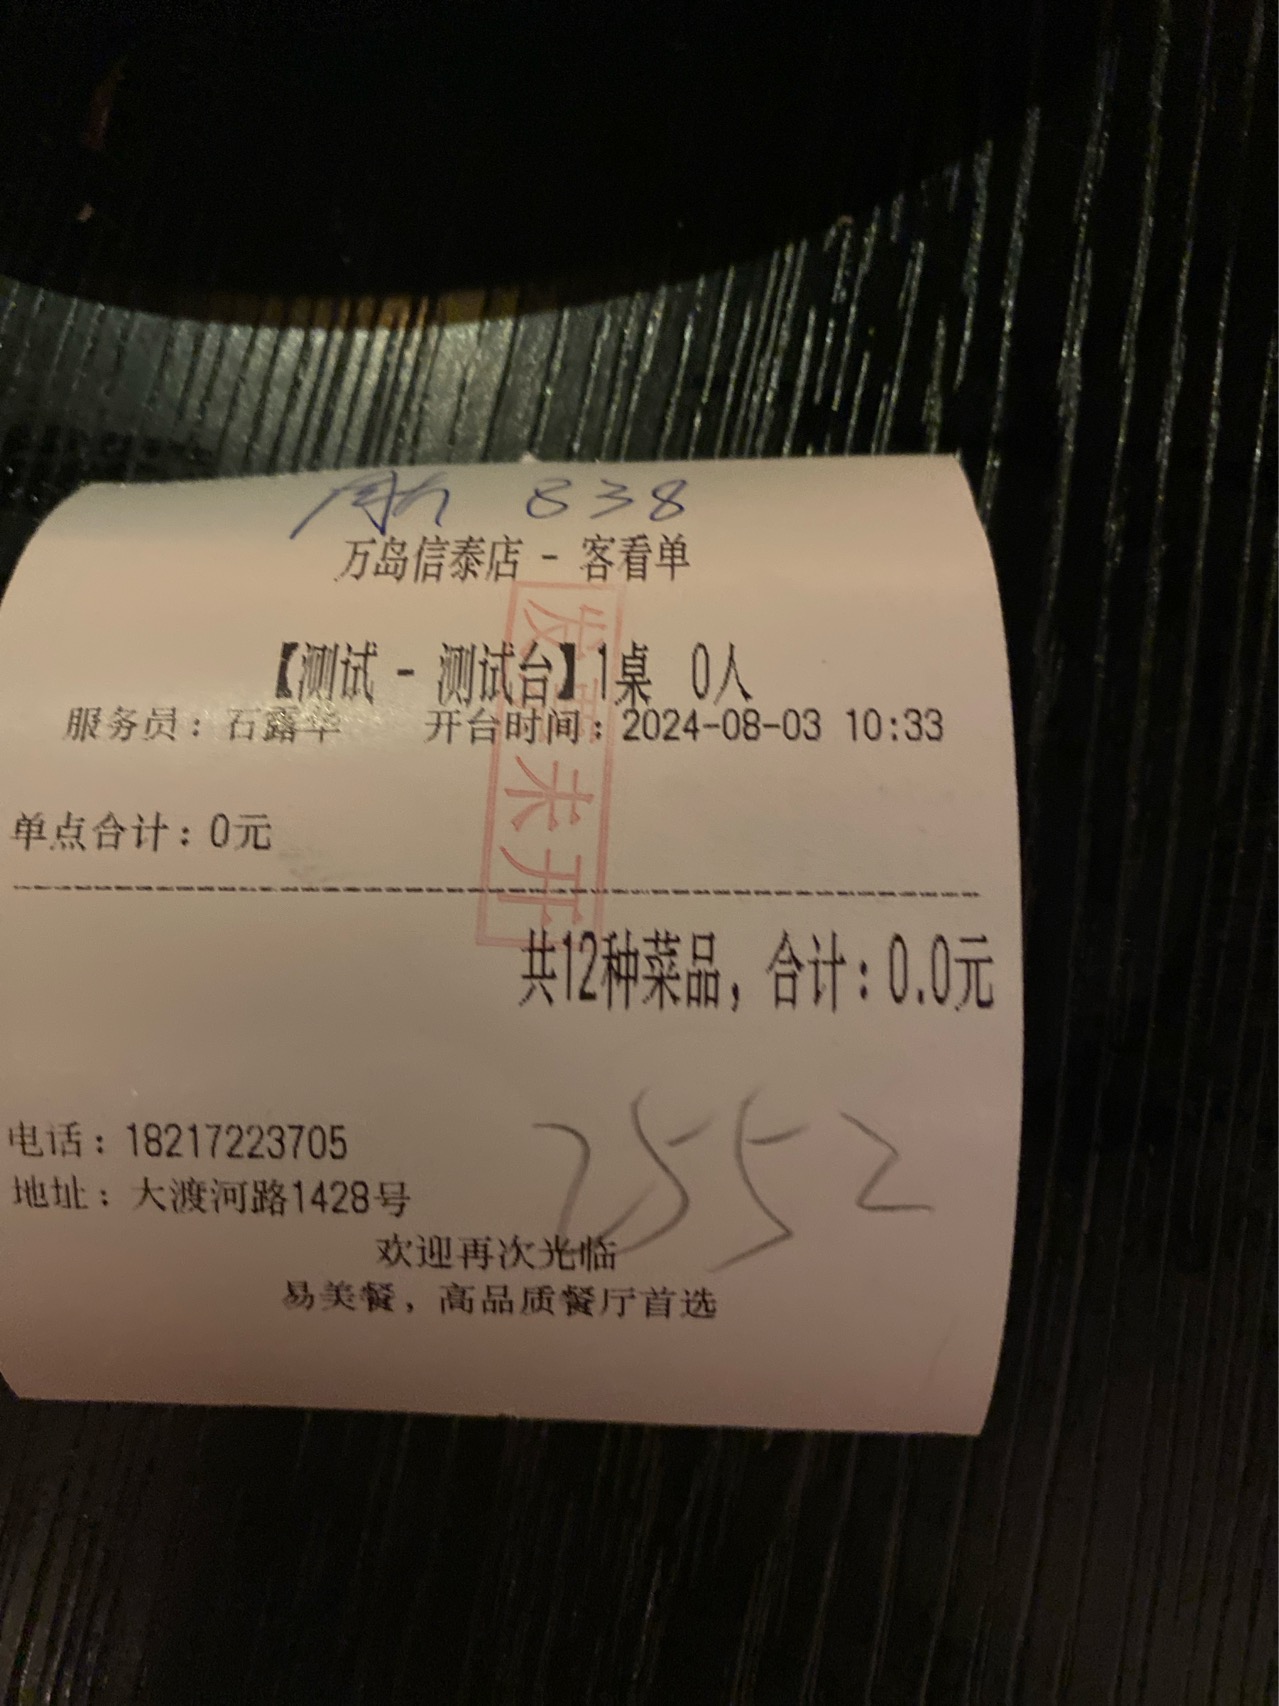 838
万岛信泰店 - 客看单
【测试 - 测试台】1桌 0人
服务员：石露华 开台时间：2024-08-03 10:33
发票未开
单点合计：0元
共12种菜品，合计：0.0元
2552
电话：18217223705
地址：大渡河路1428号
欢迎再次光临
易美餐，高品质餐厅首选